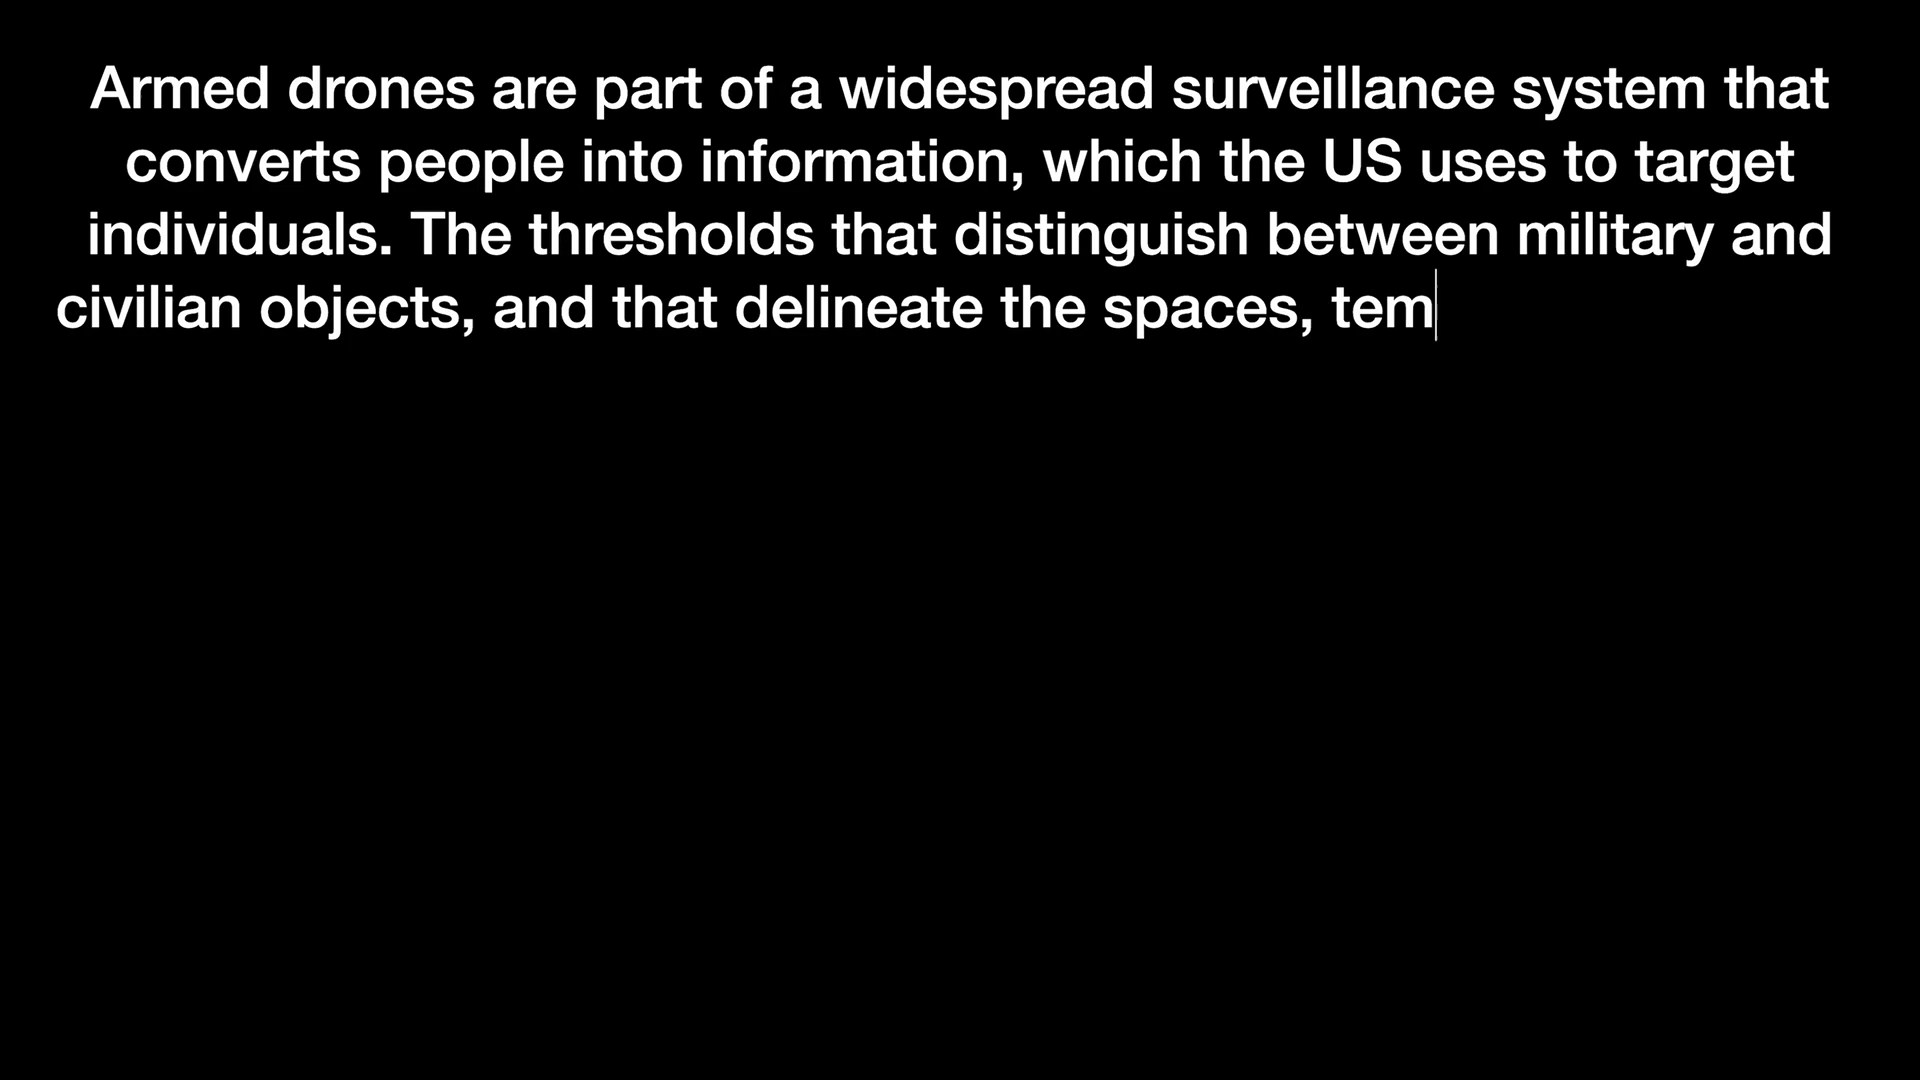 Armed drones are part of a widespread surveillance system that
converts people into information, which the US uses to target
individuals. The thresholds that distinguish between military and
civilian objects, and that delineate the spaces, tem